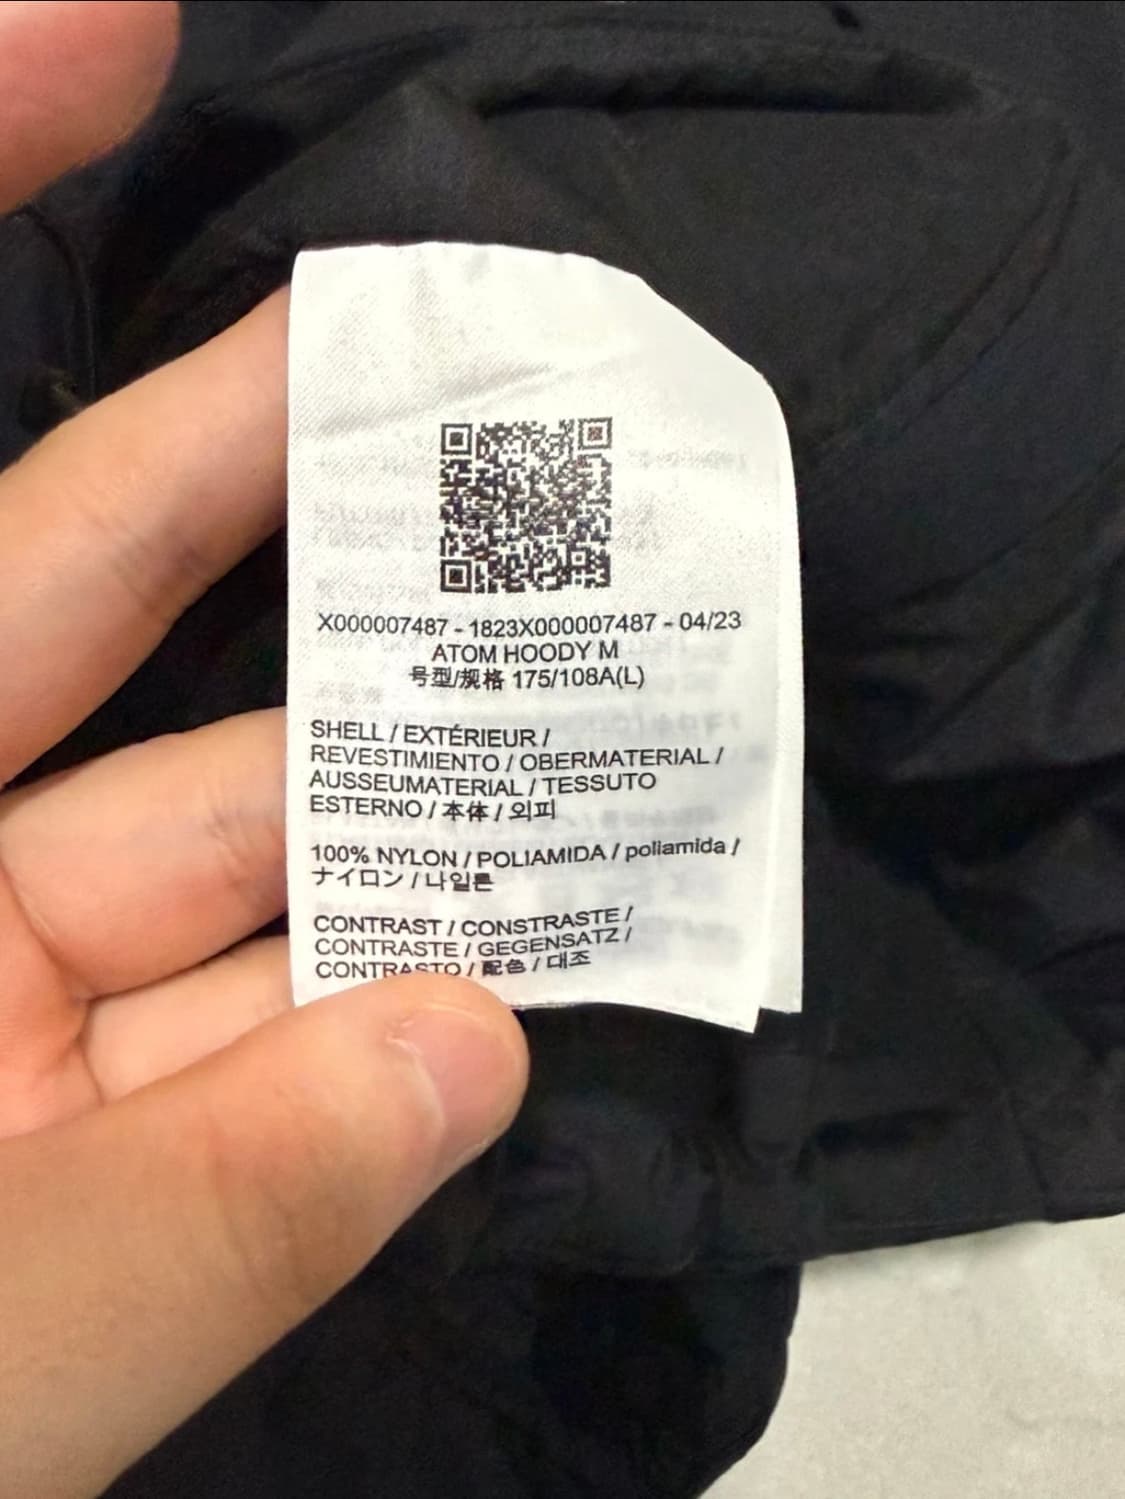 X000007487 - 1823X000007487 - 04/23
ATOM HOODY M
号型/规格 175/108A(L)
SHELL / EXTÉRIEUR /
REVESTIMIENTO / OBERMATERIAL /
AUSSEUMATERIAL / TESSUTO
ESTERNO / 本体 / 외피
100% NYLON / POLIAMIDA / poliamida /
ナイロン / 나일론
CONTRAST / CONSTRASTE /
CONTRASTE / GEGENSATZ /
CONTRASTO / 配色 / 대조